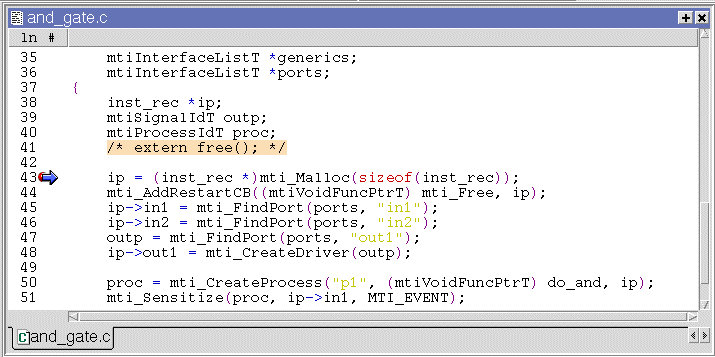 and_gate.c
ln #
35 mtiInterfaceListT *generics;
36 mtiInterfaceListT *ports;
37 {
38 inst_rec *ip;
39 mtiSignalIdT outp;
40 mtiProcessIdT proc;
41 /* extern free(); */
42
43 ip = (inst_rec *)mti_Malloc(sizeof(inst_rec));
44 mti_AddRestartCB((mtiVoidFuncPtrT) mti_Free, ip);
45 ip->in1 = mti_FindPort(ports, "in1");
46 ip->in2 = mti_FindPort(ports, "in2");
47 outp = mti_FindPort(ports, "out1");
48 ip->out1 = mti_CreateDriver(outp);
49
50 proc = mti_CreateProcess("p1", (mtiVoidFuncPtrT) do_and, ip);
51 mti_Sensitize(proc, ip->in1, MTI_EVENT);
and_gate.c